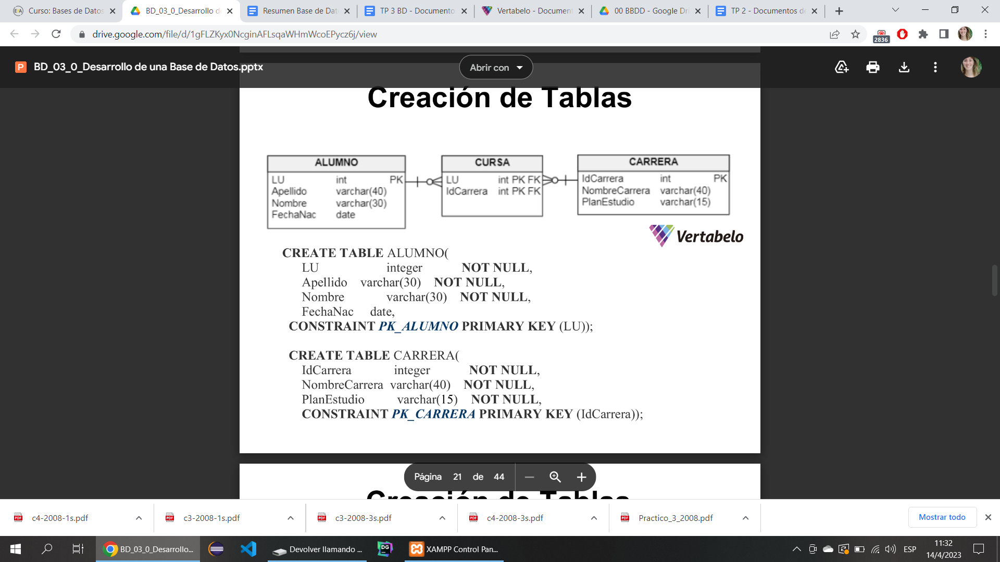 Curso: Bases de Datos
BD_03_0_Desarrollo d
Resumen Base de Dat
TP 3 BD - Documento
Vertabelo - Document
00 BBDD - Google Dri
TP 2 - Documentos de
drive.google.com/file/d/1gFLZKyx0NcginAFLsqaWHmWcoEPycz6j/view
2836
P BD_03_0_Desarrollo de una Base de Datos.pptx
Abrir con
Creación de Tablas
ALUMNO
LU int PK
Apellido varchar(40)
Nombre varchar(30)
FechaNac date
CURSA
LU int PK FK
IdCarrera int PK FK
CARRERA
IdCarrera int PK
NombreCarrera varchar(40)
PlanEstudio varchar(15)
Vertabelo
CREATE TABLE ALUMNO(
LU integer NOT NULL,
Apellido varchar(30) NOT NULL,
Nombre varchar(30) NOT NULL,
FechaNac date,
CONSTRAINT PK_ALUMNO PRIMARY KEY (LU));
CREATE TABLE CARRERA(
IdCarrera integer NOT NULL,
NombreCarrera varchar(40) NOT NULL,
PlanEstudio varchar(15) NOT NULL,
CONSTRAINT PK_CARRERA PRIMARY KEY (IdCarrera));
Página 21 de 44
Creación de Tablas
c4-2008-1s.pdf
c3-2008-1s.pdf
c3-2008-3s.pdf
c4-2008-3s.pdf
Practico_3_2008.pdf
Mostrar todo
BD_03_0_Desarrollo...
Devolver llamando ...
DG
XAMPP Control Pan...
ESP
11:32
14/4/2023